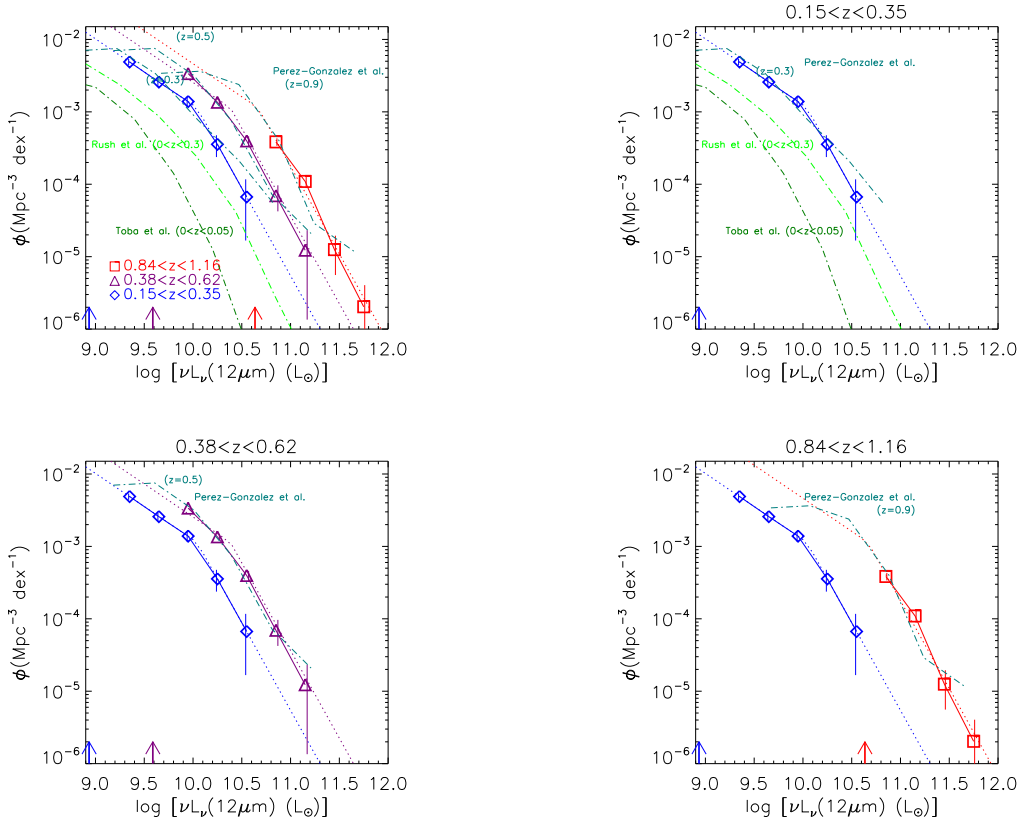 0.15<z<0.35
10⁻²
10⁻³
10⁻⁴
10⁻⁵
10⁻⁶
ϕ(Mpc⁻³ dex⁻¹)
(z=0.5)
Perez-Gonzalez et al.
(z=0.9)
(z=0.3)
Rush et al. (0<z<0.3)
Toba et al. (0<z<0.05)
0.84<z<1.16
0.38<z<0.62
0.15<z<0.35
9.0 9.5 10.0 10.5 11.0 11.5 12.0
log [νL_ν(12μm) (L_⊙)]
10⁻²
10⁻³
10⁻⁴
10⁻⁵
10⁻⁶
ϕ(Mpc⁻³ dex⁻¹)
Perez-Gonzalez et al.
(z=0.3)
Rush et al. (0<z<0.3)
Toba et al. (0<z<0.05)
9.0 9.5 10.0 10.5 11.0 11.5 12.0
log [νL_ν(12μm) (L_⊙)]
0.38<z<0.62
10⁻²
10⁻³
10⁻⁴
10⁻⁵
10⁻⁶
ϕ(Mpc⁻³ dex⁻¹)
(z=0.5)
Perez-Gonzalez et al.
9.0 9.5 10.0 10.5 11.0 11.5 12.0
log [νL_ν(12μm) (L_⊙)]
0.84<z<1.16
10⁻²
10⁻³
10⁻⁴
10⁻⁵
10⁻⁶
ϕ(Mpc⁻³ dex⁻¹)
Perez-Gonzalez et al.
(z=0.9)
9.0 9.5 10.0 10.5 11.0 11.5 12.0
log [νL_ν(12μm) (L_⊙)]